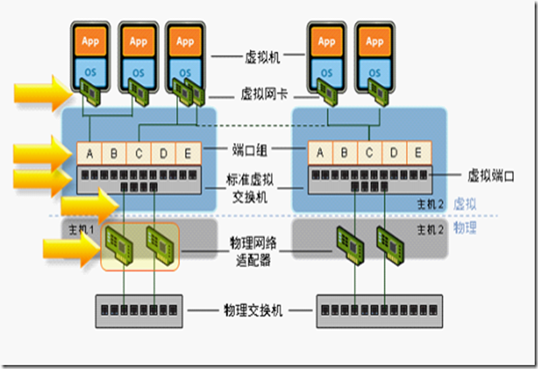 App App App App App
OS OS OS OS OS
虚拟机
虚拟网卡
A B C D E
端口组
A B C D E
标准虚拟
交换机
虚拟端口
主机2 虚拟
主机1
主机2 物理
物理网络
适配器
物理交换机